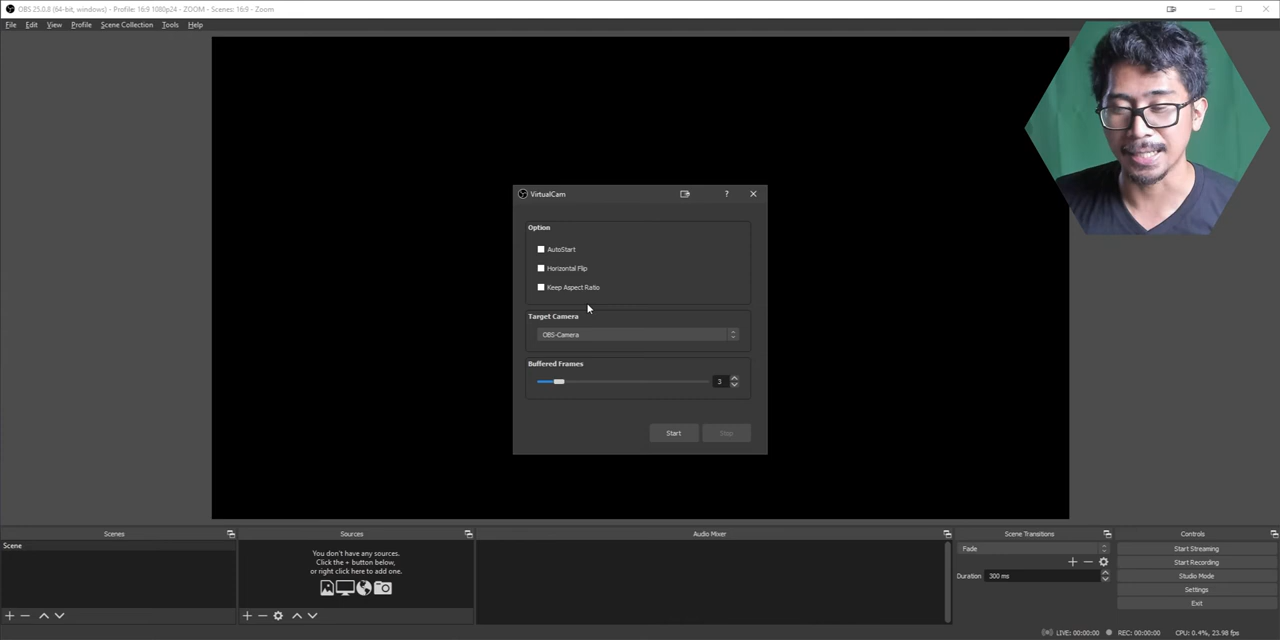 OBS 25.0.8 (64-bit, windows) - Profile: 16:9 1080p24 - ZOOM - Scenes: 16:9 - Zoom
File Edit View Profile Scene Collection Tools Help
VirtualCam ?
Option
AutoStart
Horizontal Flip
Keep Aspect Ratio
Target Camera
OBS-Camera
Buffered Frames
3
Start Stop
Scenes
Scene
Sources
You don't have any sources.
Click the + button below,
or right click here to add one.
Audio Mixer
Scene Transitions
Fade
Duration 300 ms
Controls
Start Streaming
Start Recording
Studio Mode
Settings
Exit
LIVE: 00:00:00 REC: 00:00:00 CPU: 0.4%, 23.98 fps